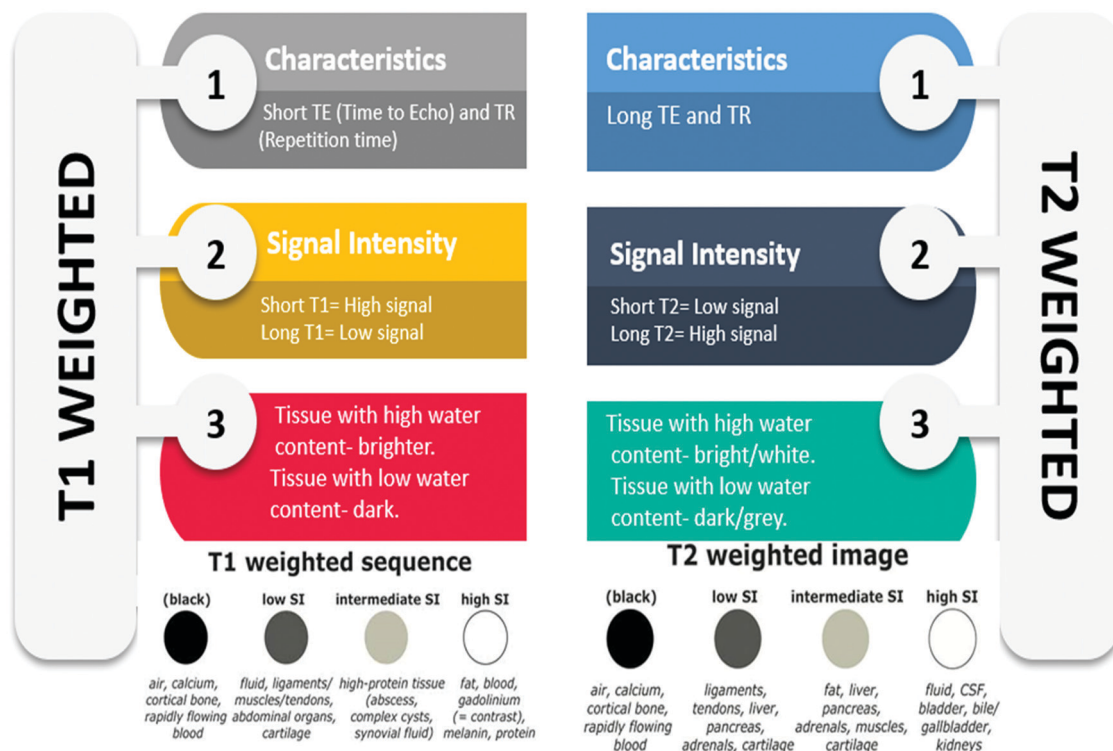 T1 WEIGHTED
1
Characteristics
Short TE (Time to Echo) and TR
(Repetition time)
2
Signal Intensity
Short T1= High signal
Long T1= Low signal
3
Tissue with high water
content- brighter.
Tissue with low water
content- dark.
T1 weighted sequence
(black)
low SI
intermediate SI
high SI
air, calcium,
cortical bone,
rapidly flowing
blood
fluid, ligaments/
muscles/tendons,
abdominal organs,
cartilage
high-protein tissue
(abscess,
complex cysts,
synovial fluid)
fat, blood,
gadolinium
(= contrast),
melanin, protein
T2 WEIGHTED
1
Characteristics
Long TE and TR
2
Signal Intensity
Short T2= Low signal
Long T2= High signal
3
Tissue with high water
content- bright/white.
Tissue with low water
content- dark/grey.
T2 weighted image
(black)
low SI
intermediate SI
high SI
air, calcium,
cortical bone,
rapidly flowing
blood
ligaments,
tendons, liver,
pancreas,
adrenals, cartilage
fat, liver,
pancreas,
adrenals, muscles,
cartilage
fluid, CSF,
bladder, bile/
gallbladder,
kidneys